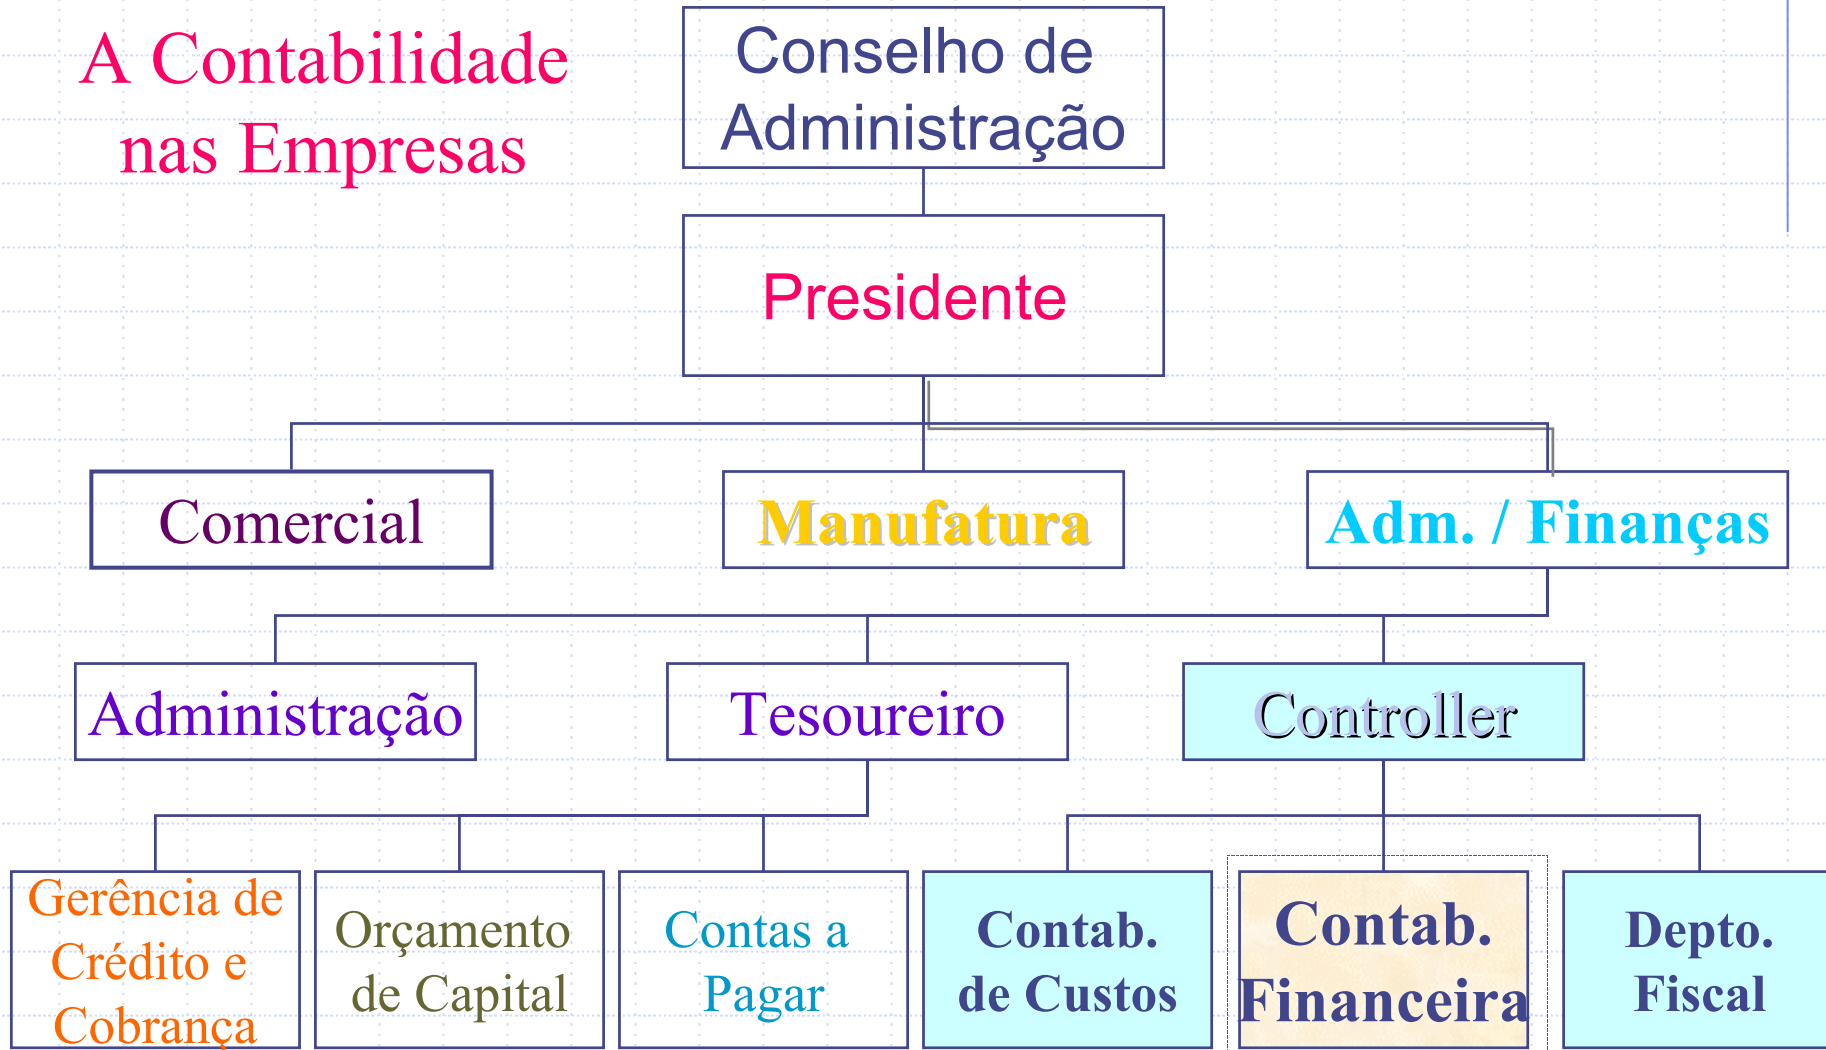 A Contabilidade
nas Empresas
Conselho de
Administração
Presidente
Comercial
Manufatura
Adm. / Finanças
Administração
Tesoureiro
Controller
Gerência de
Crédito e
Cobrança
Orçamento
de Capital
Contas a
Pagar
Contab.
de Custos
Contab.
Financeira
Depto.
Fiscal